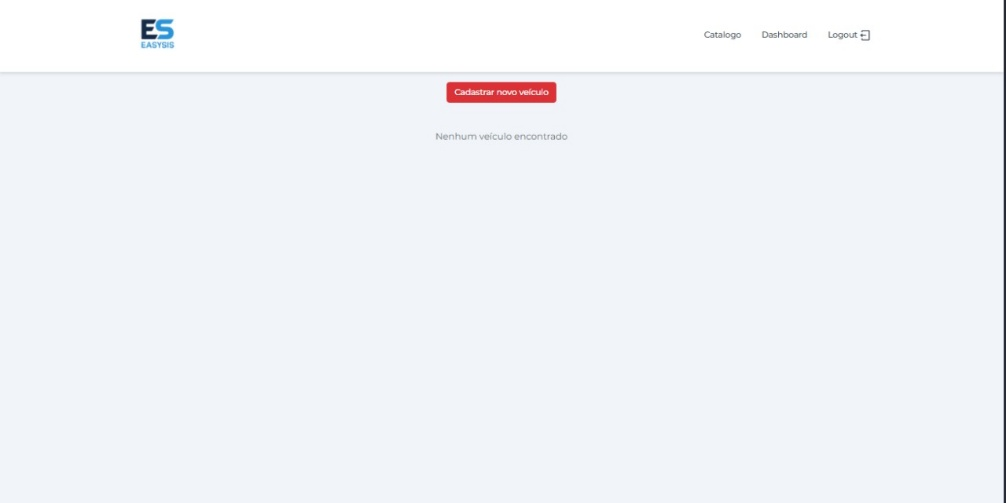 ES
EASYSIS
Catalogo Dashboard Logout
Cadastrar novo veículo
Nenhum veículo encontrado